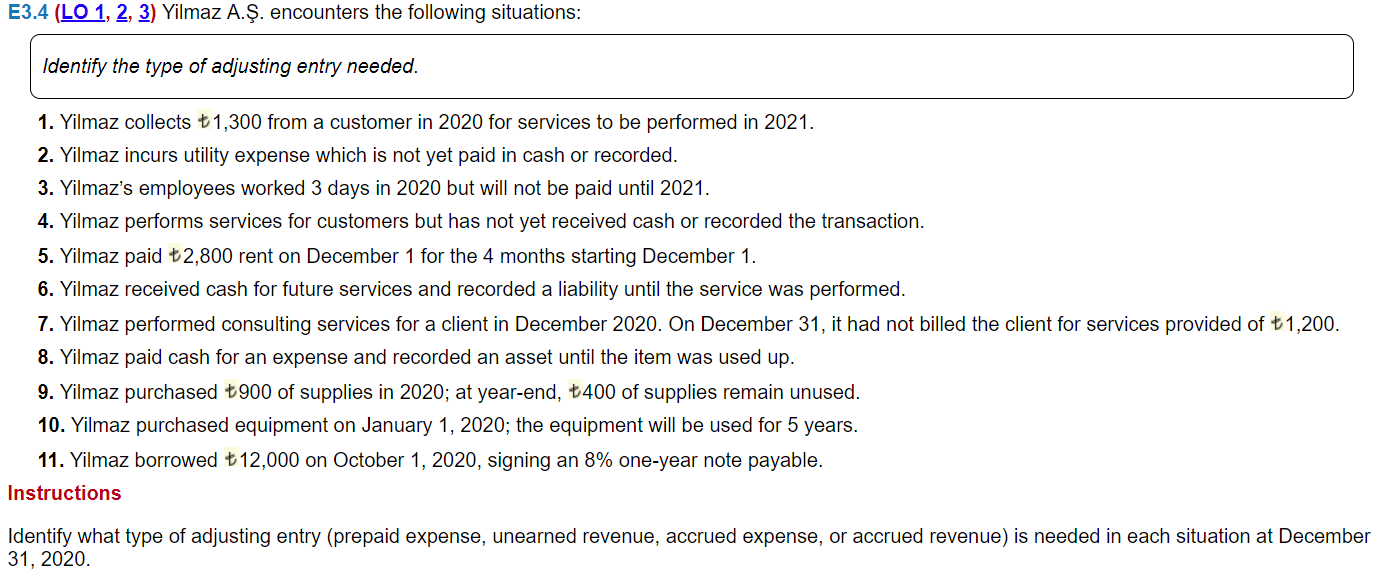 E3.4 (LO 1, 2, 3) Yilmaz A.Ş. encounters the following situations:
Identify the type of adjusting entry needed.
1. Yilmaz collects ₺1,300 from a customer in 2020 for services to be performed in 2021.
2. Yilmaz incurs utility expense which is not yet paid in cash or recorded.
3. Yilmaz’s employees worked 3 days in 2020 but will not be paid until 2021.
4. Yilmaz performs services for customers but has not yet received cash or recorded the transaction.
5. Yilmaz paid ₺2,800 rent on December 1 for the 4 months starting December 1.
6. Yilmaz received cash for future services and recorded a liability until the service was performed.
7. Yilmaz performed consulting services for a client in December 2020. On December 31, it had not billed the client for services provided of ₺1,200.
8. Yilmaz paid cash for an expense and recorded an asset until the item was used up.
9. Yilmaz purchased ₺900 of supplies in 2020; at year-end, ₺400 of supplies remain unused.
10. Yilmaz purchased equipment on January 1, 2020; the equipment will be used for 5 years.
11. Yilmaz borrowed ₺12,000 on October 1, 2020, signing an 8% one-year note payable.
Instructions
Identify what type of adjusting entry (prepaid expense, unearned revenue, accrued expense, or accrued revenue) is needed in each situation at December
31, 2020.